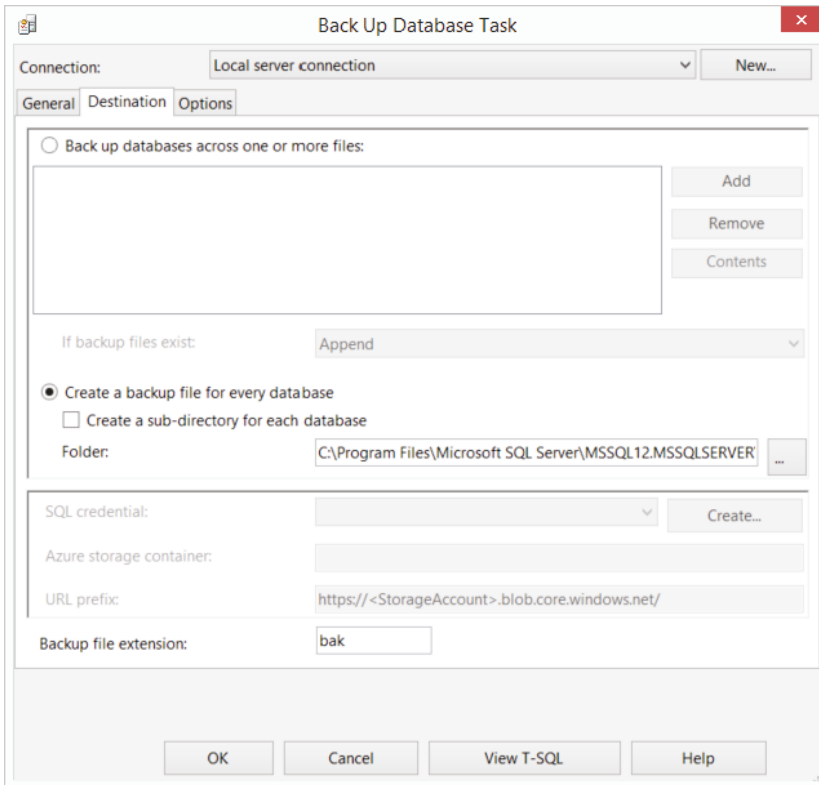 Back Up Database Task
Connection:
Local server connection
New...
General
Destination
Options
Back up databases across one or more files:
Add
Remove
Contents
If backup files exist:
Append
Create a backup file for every database
Create a sub-directory for each database
Folder:
C:\Program Files\Microsoft SQL Server\MSSQL12.MSSQLSERVER\
...
SQL credential:
Create...
Azure storage container:
URL prefix:
https://<StorageAccount>.blob.core.windows.net/
Backup file extension:
bak
OK
Cancel
View T-SQL
Help